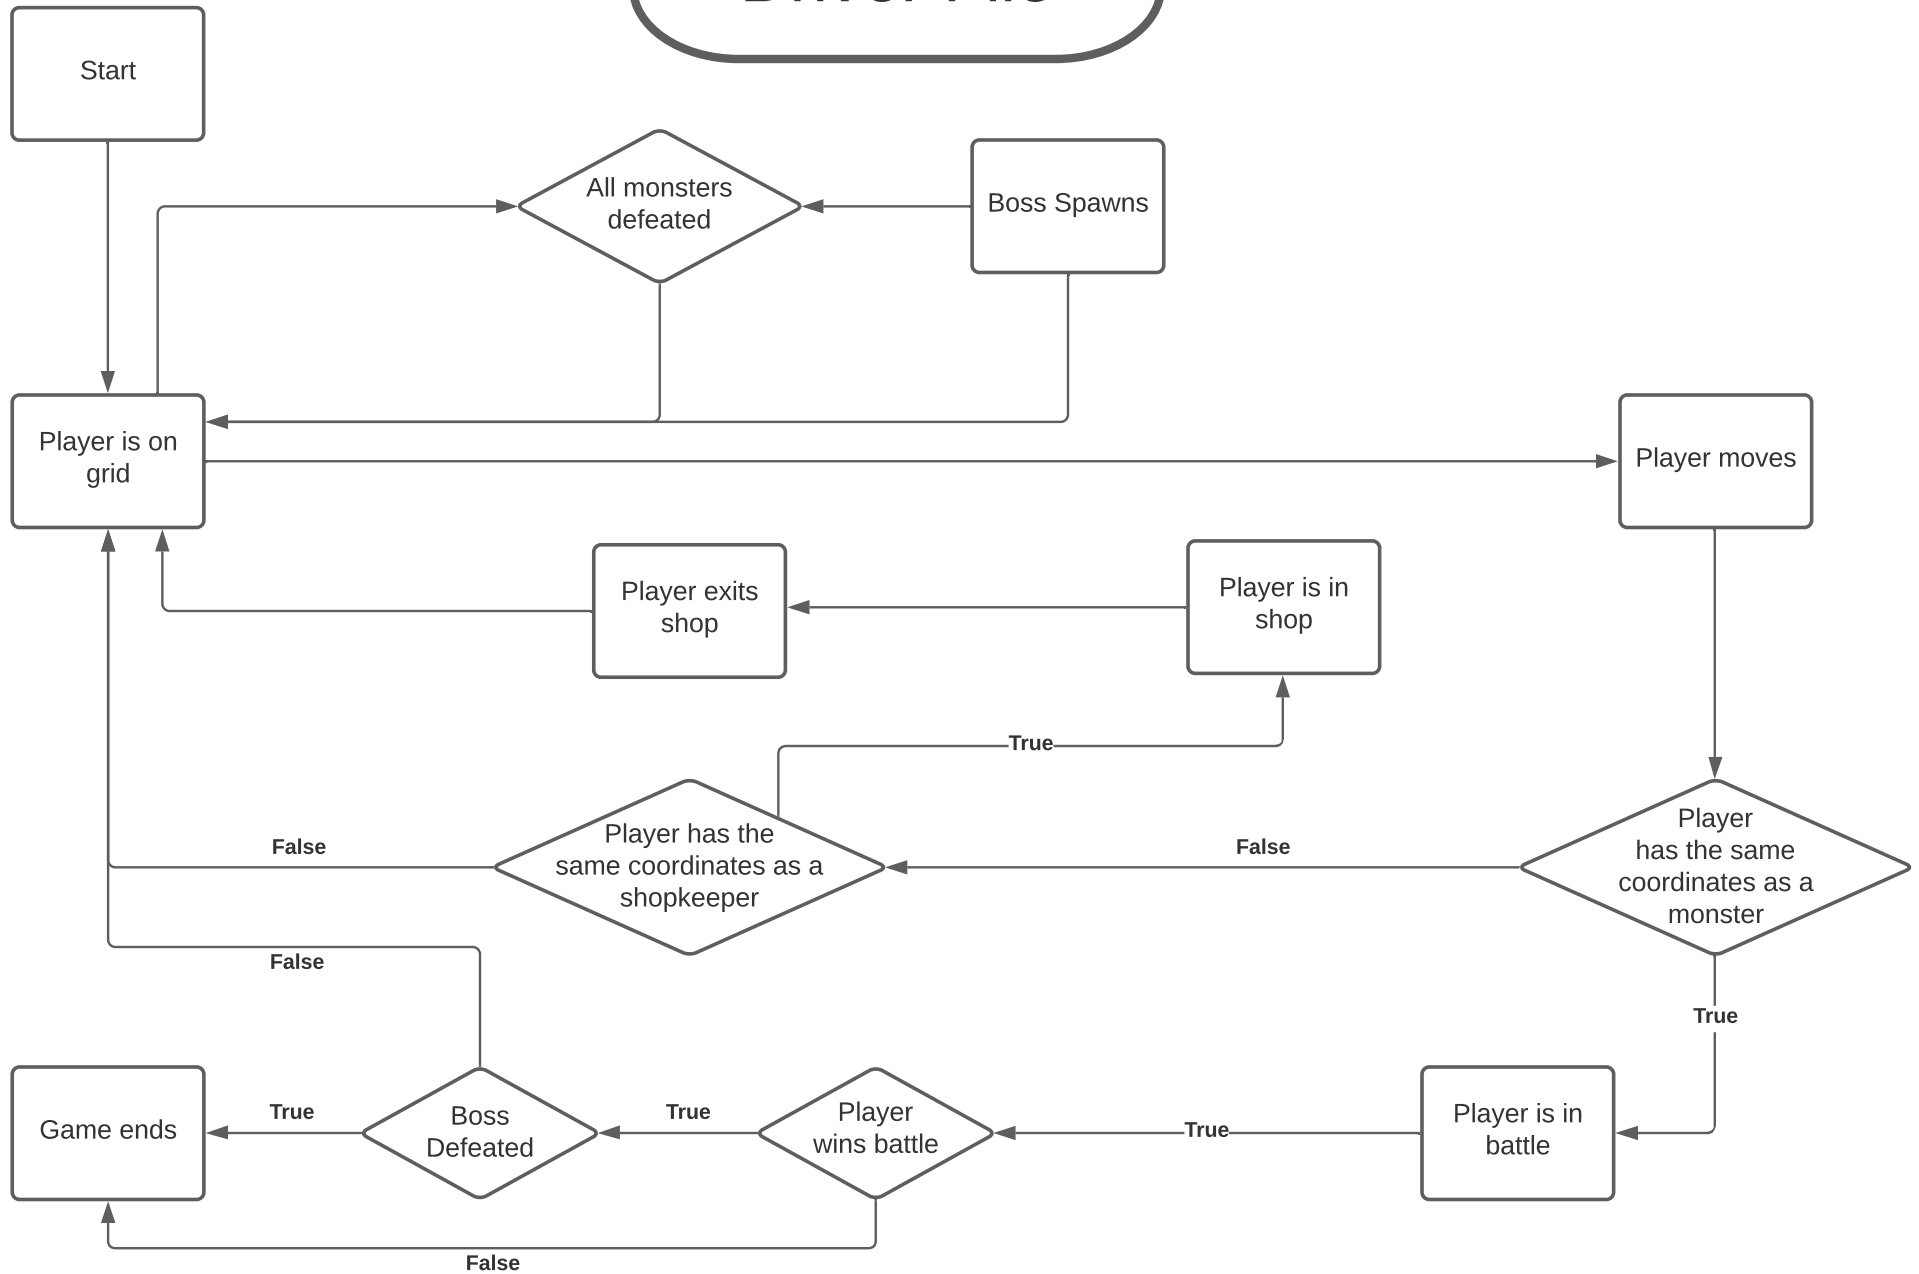 Start
All monsters
defeated
Boss Spawns
Player is on
grid
Player moves
Player exits
shop
Player is in
shop
True
Player has the
same coordinates as a
shopkeeper
False
False
Player
has the same
coordinates as a
monster
False
True
Game ends
True
Boss
Defeated
True
Player
wins battle
True
Player is in
battle
False